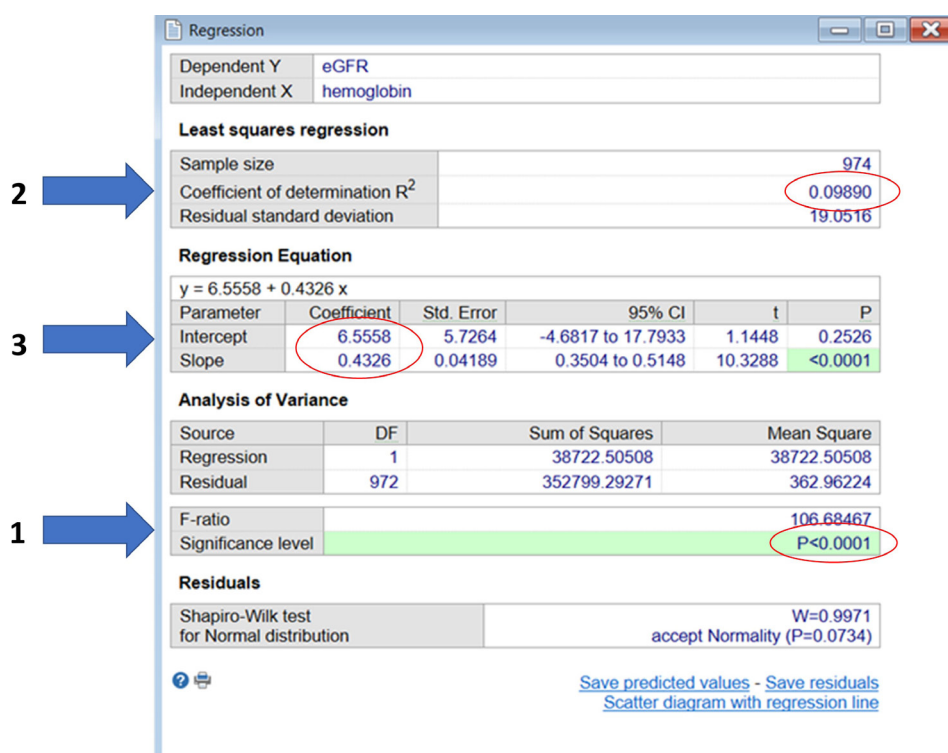 Regression
Dependent Y eGFR
Independent X hemoglobin
Least squares regression
Sample size 974
2 Coefficient of determination R² 0.09890
Residual standard deviation 19.0516
Regression Equation
y = 6.5558 + 0.4326 x
Parameter Coefficient Std. Error 95% CI t P
3 Intercept 6.5558 5.7264 -4.6817 to 17.7933 1.1448 0.2526
Slope 0.4326 0.04189 0.3504 to 0.5148 10.3288 <0.0001
Analysis of Variance
Source DF Sum of Squares Mean Square
Regression 1 38722.50508 38722.50508
Residual 972 352799.29271 362.96224
1 F-ratio 106.68467
Significance level P<0.0001
Residuals
Shapiro-Wilk test W=0.9971
for Normal distribution accept Normality (P=0.0734)
Save predicted values - Save residuals
Scatter diagram with regression line